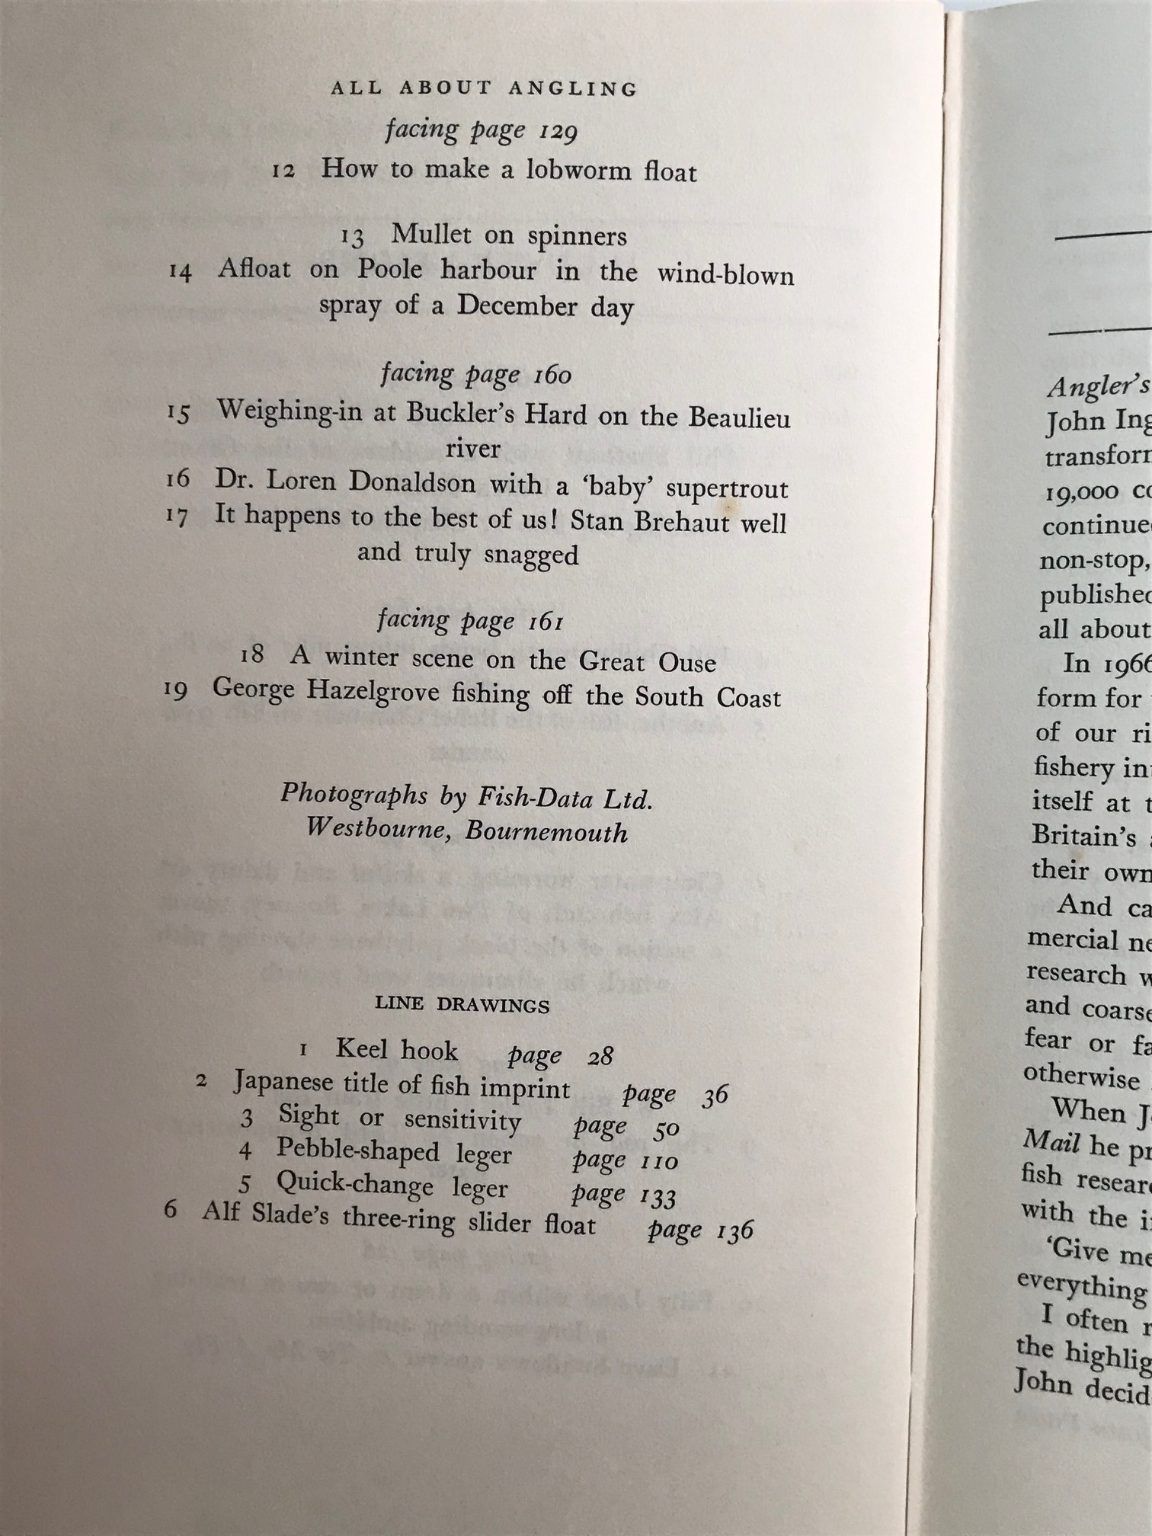 ALL ABOUT ANGLING
facing page 129
12 How to make a lobworm float
13 Mullet on spinners
14 Afloat on Poole harbour in the wind-blown
spray of a December day
facing page 160
15 Weighing-in at Buckler's Hard on the Beaulieu
river
16 Dr. Loren Donaldson with a 'baby' supertrout
17 It happens to the best of us! Stan Brehaut well
and truly snagged
facing page 161
18 A winter scene on the Great Ouse
19 George Hazelgrove fishing off the South Coast
Photographs by Fish-Data Ltd.
Westbourne, Bournemouth
LINE DRAWINGS
1 Keel hook page 28
2 Japanese title of fish imprint page 36
3 Sight or sensitivity page 50
4 Pebble-shaped leger page 110
5 Quick-change leger page 133
6 Alf Slade's three-ring slider float page 136
Angler's
John Ing
transform
19,000 co
continued
non-stop,
published
all about
In 1966
form for
of our ri
fishery in
itself at t
Britain's
their own
And ca
mercial ne
research w
and coarse
fear or fa
otherwise
When J
Mail he pr
fish resear
with the i
'Give me
everything
I often r
the highlig
John decid